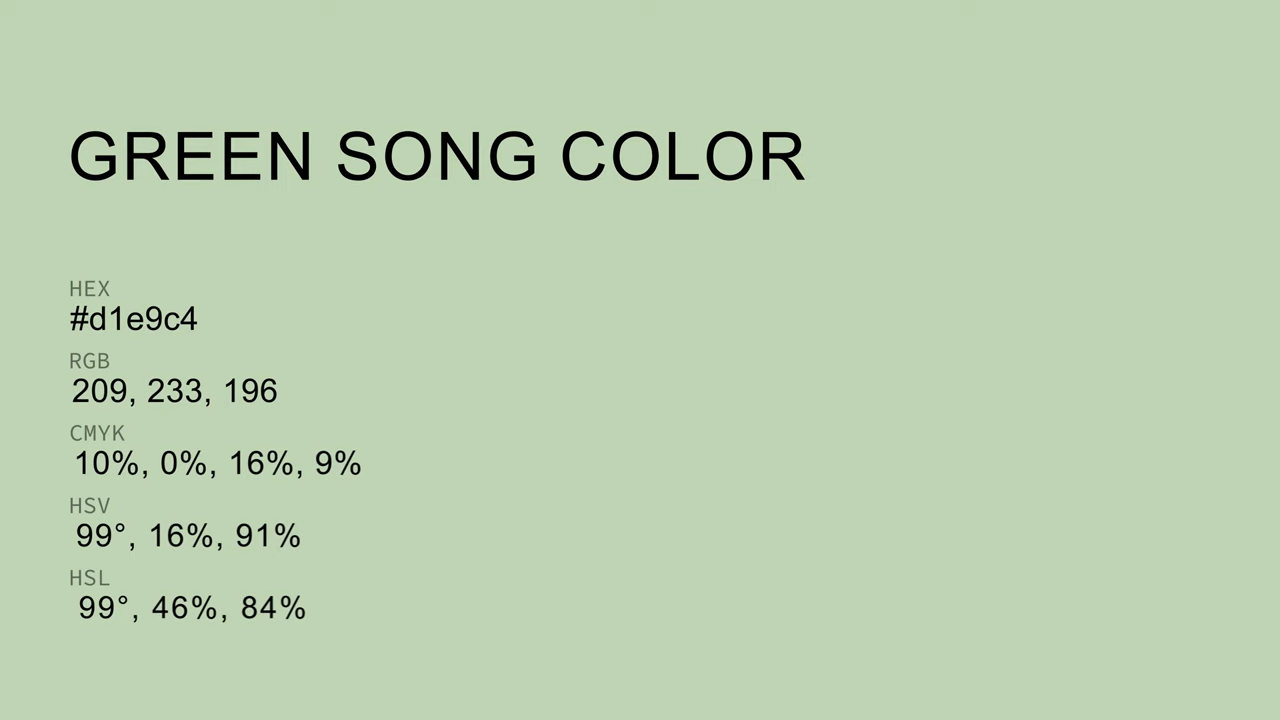 GREEN SONG COLOR
HEX
#d1e9c4
RGB
209, 233, 196
CMYK
10%, 0%, 16%, 9%
HSV
99°, 16%, 91%
HSL
99°, 46%, 84%